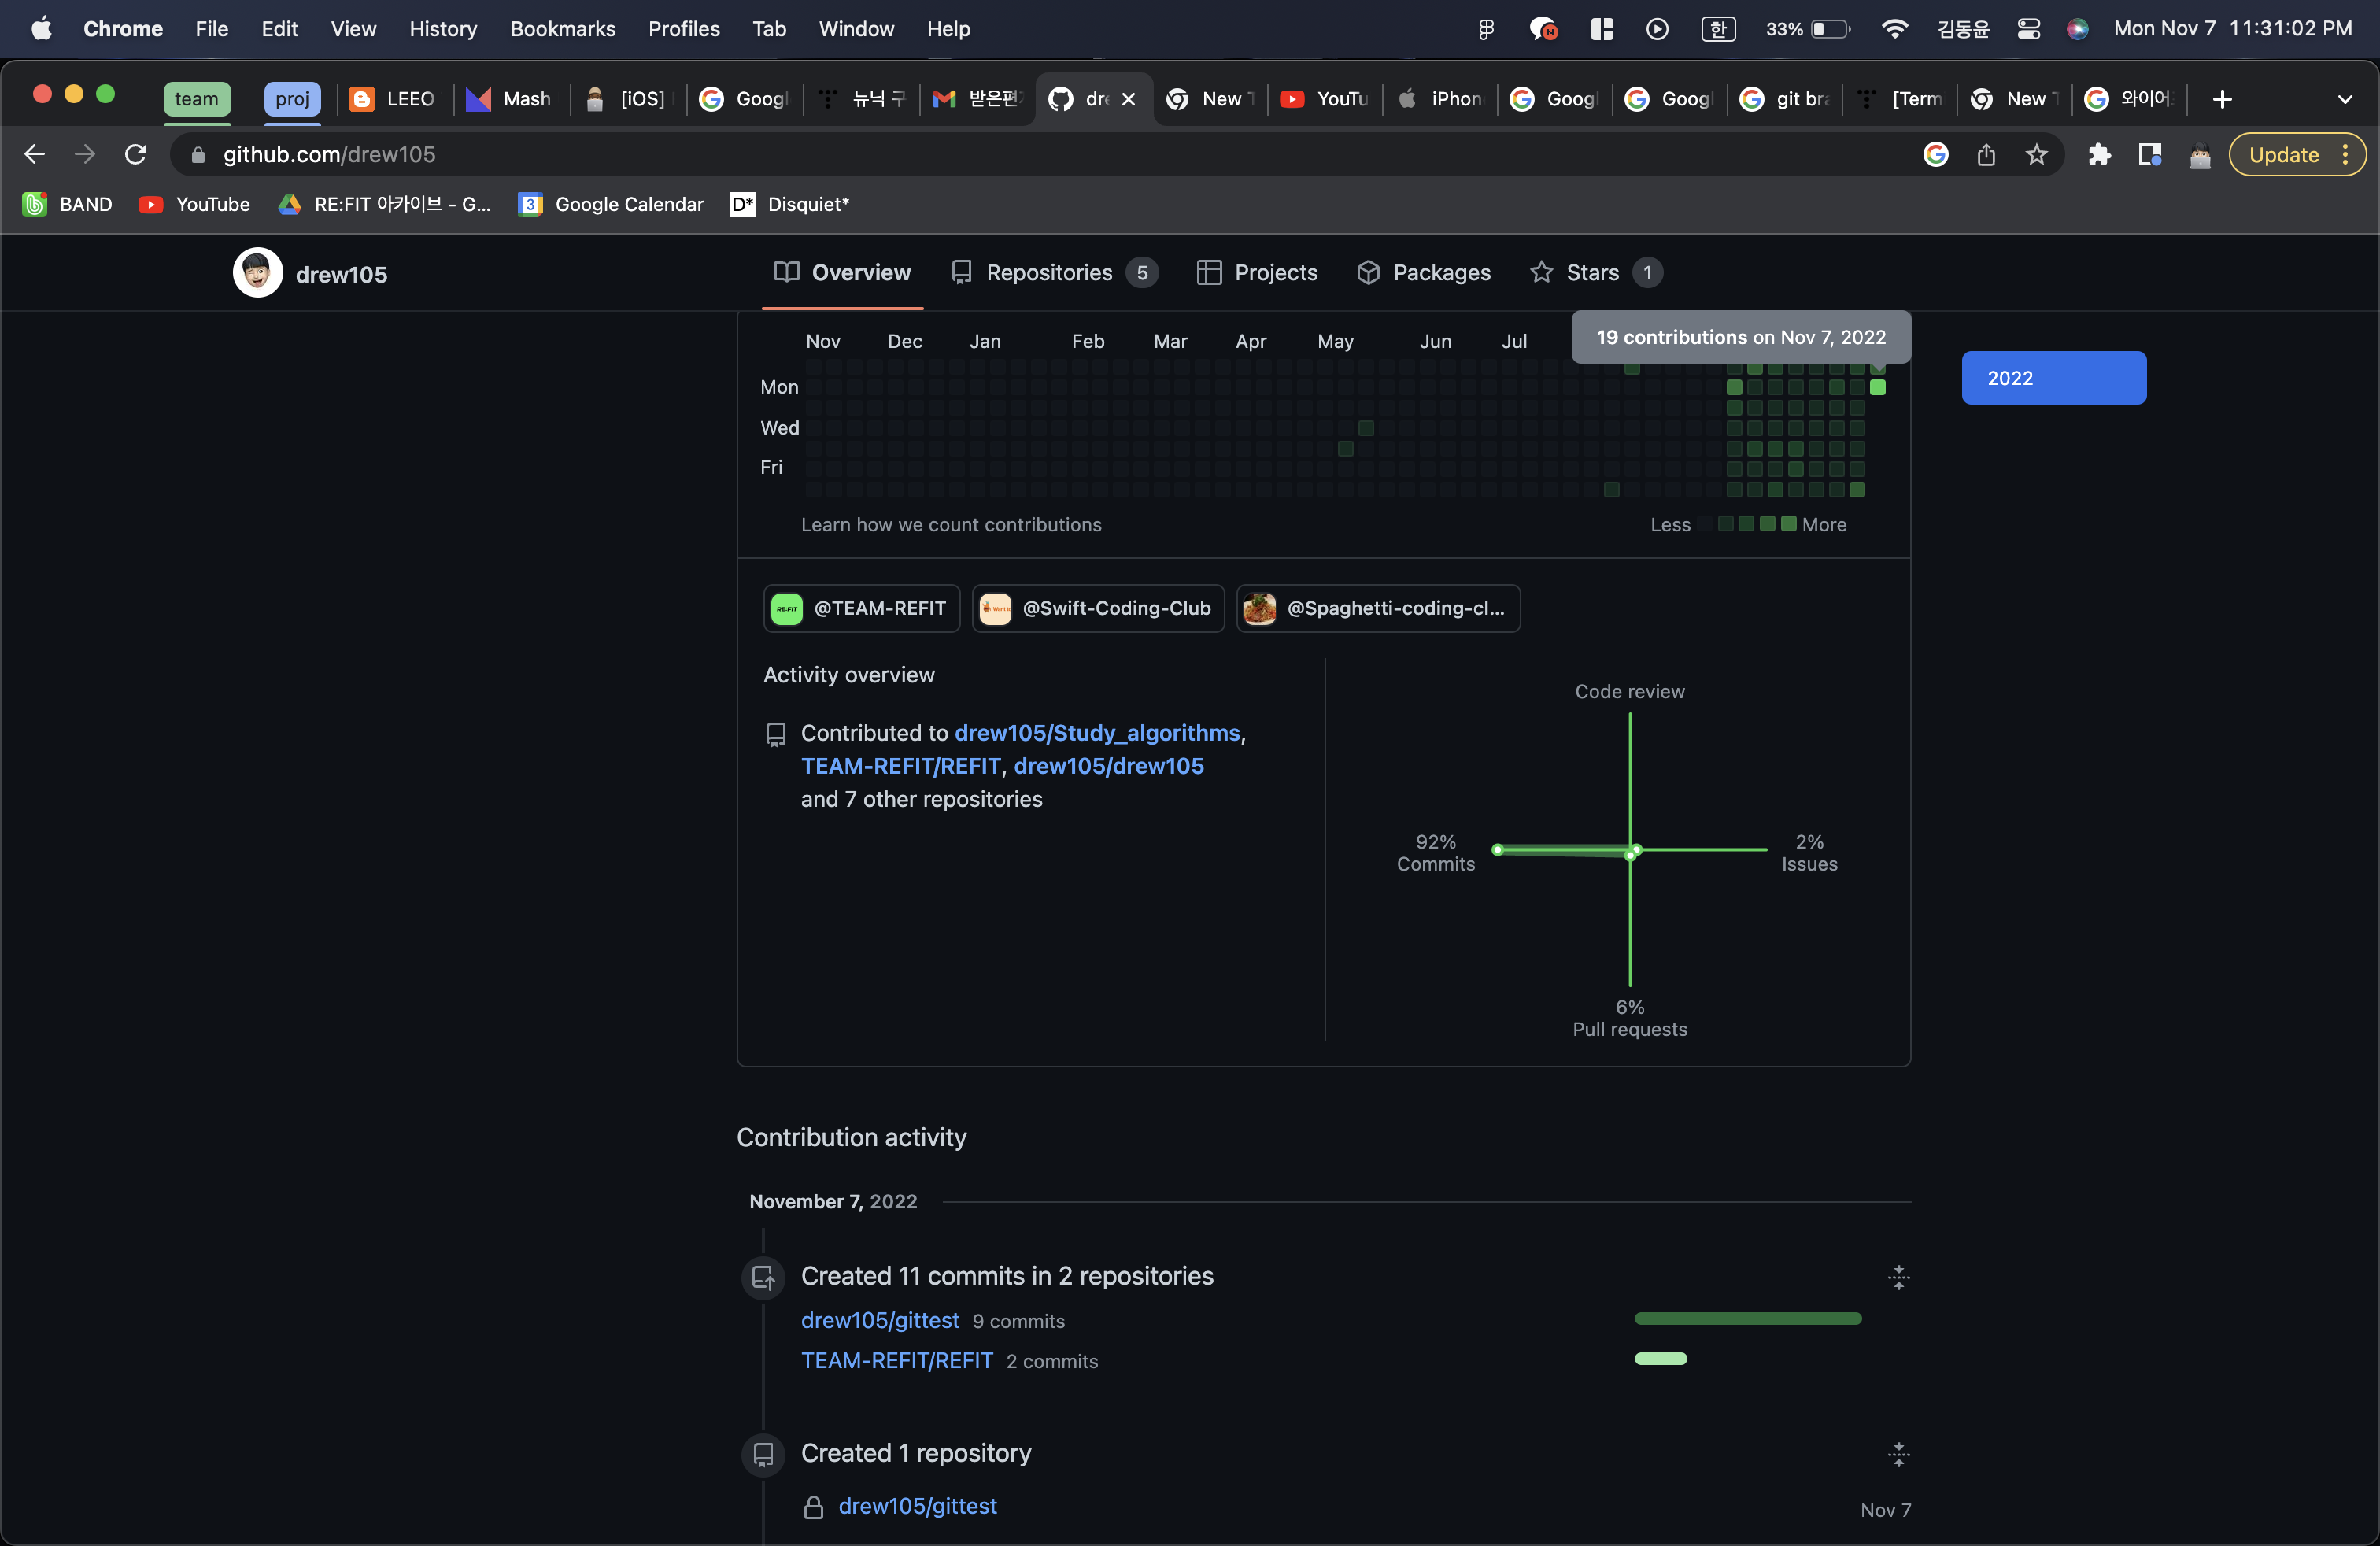 Chrome File Edit View History Bookmarks Profiles Tab Window Help 한 33% 김동윤 Mon Nov 7 11:31:02 PM
team proj LEEO Mash [iOS] Googl 뉴닉 구 받은편 dre New T YouTu iPhon Googl Googl git bra [Term New T 와이어
github.com/drew105 Update
BAND YouTube RE:FIT 아카이브 - G... 3 Google Calendar D* Disquiet*
drew105 Overview Repositories 5 Projects Packages Stars 1
19 contributions on Nov 7, 2022
Nov Dec Jan Feb Mar Apr May Jun Jul
2022
Mon
Wed
Fri
Learn how we count contributions Less More
RE:FIT @TEAM-REFIT @Swift-Coding-Club @Spaghetti-coding-cl...
Activity overview
Contributed to drew105/Study_algorithms,
TEAM-REFIT/REFIT, drew105/drew105
and 7 other repositories
Code review
92%
Commits
2%
Issues
6%
Pull requests
Contribution activity
November 7, 2022
Created 11 commits in 2 repositories
drew105/gittest 9 commits
TEAM-REFIT/REFIT 2 commits
Created 1 repository
drew105/gittest Nov 7